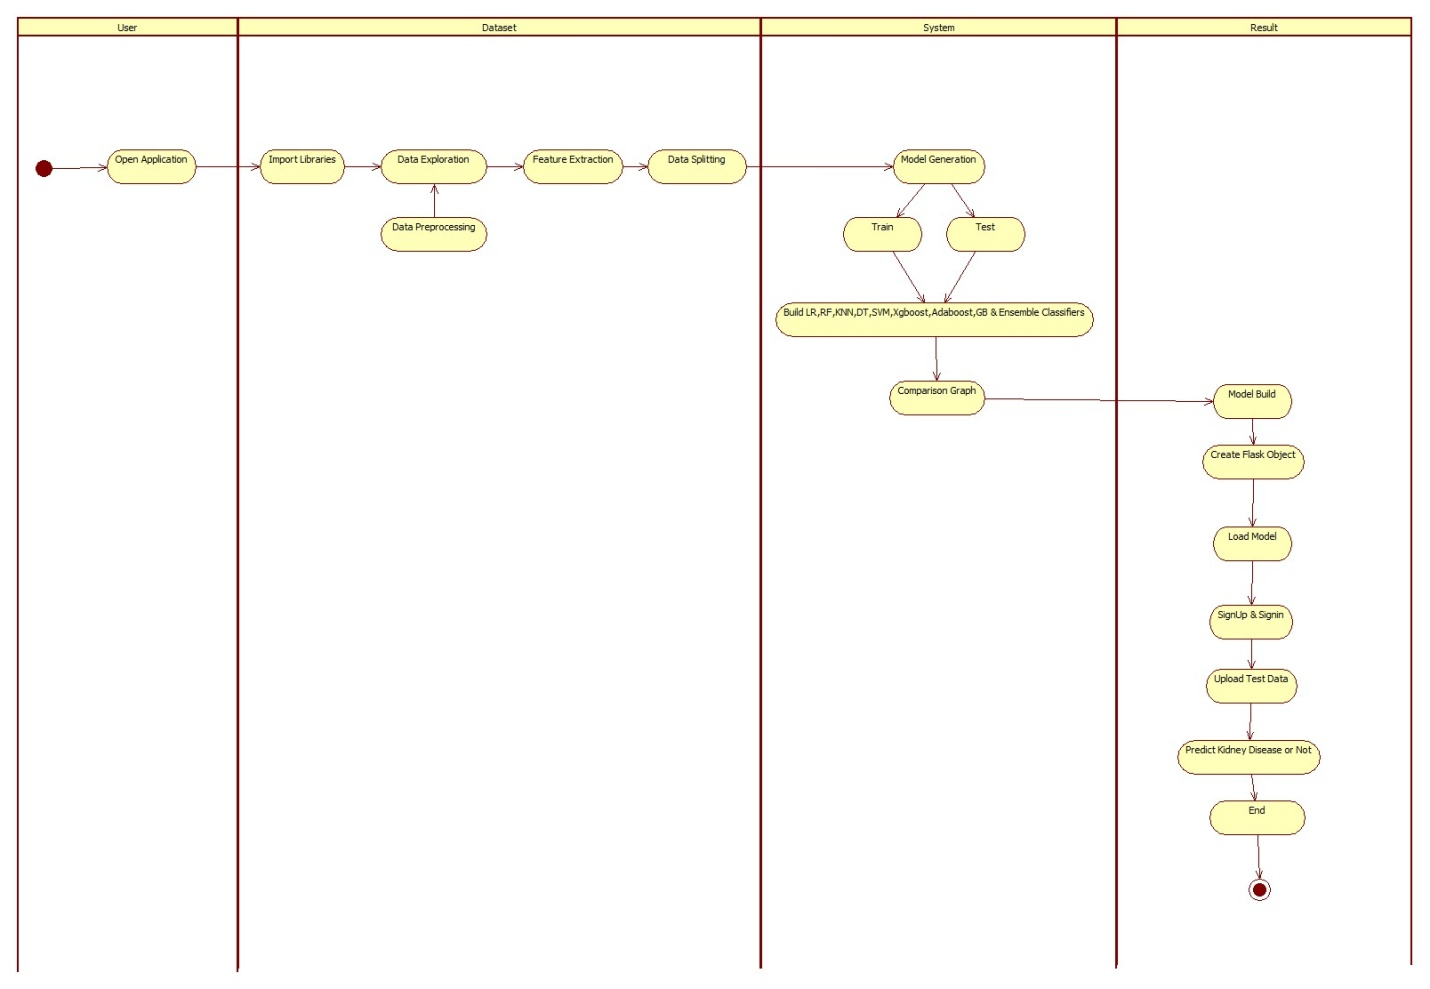 User
Dataset
System
Result
Open Application
Import Libraries
Data Exploration
Feature Extraction
Data Splitting
Model Generation
Data Preprocessing
Train
Test
Build LR,RF,KNN,DT,SVM,Xgboost,Adaboost,GB & Ensemble Classifiers
Comparison Graph
Model Build
Create Flask Object
Load Model
SignUp & Signin
Upload Test Data
Predict Kidney Disease or Not
End